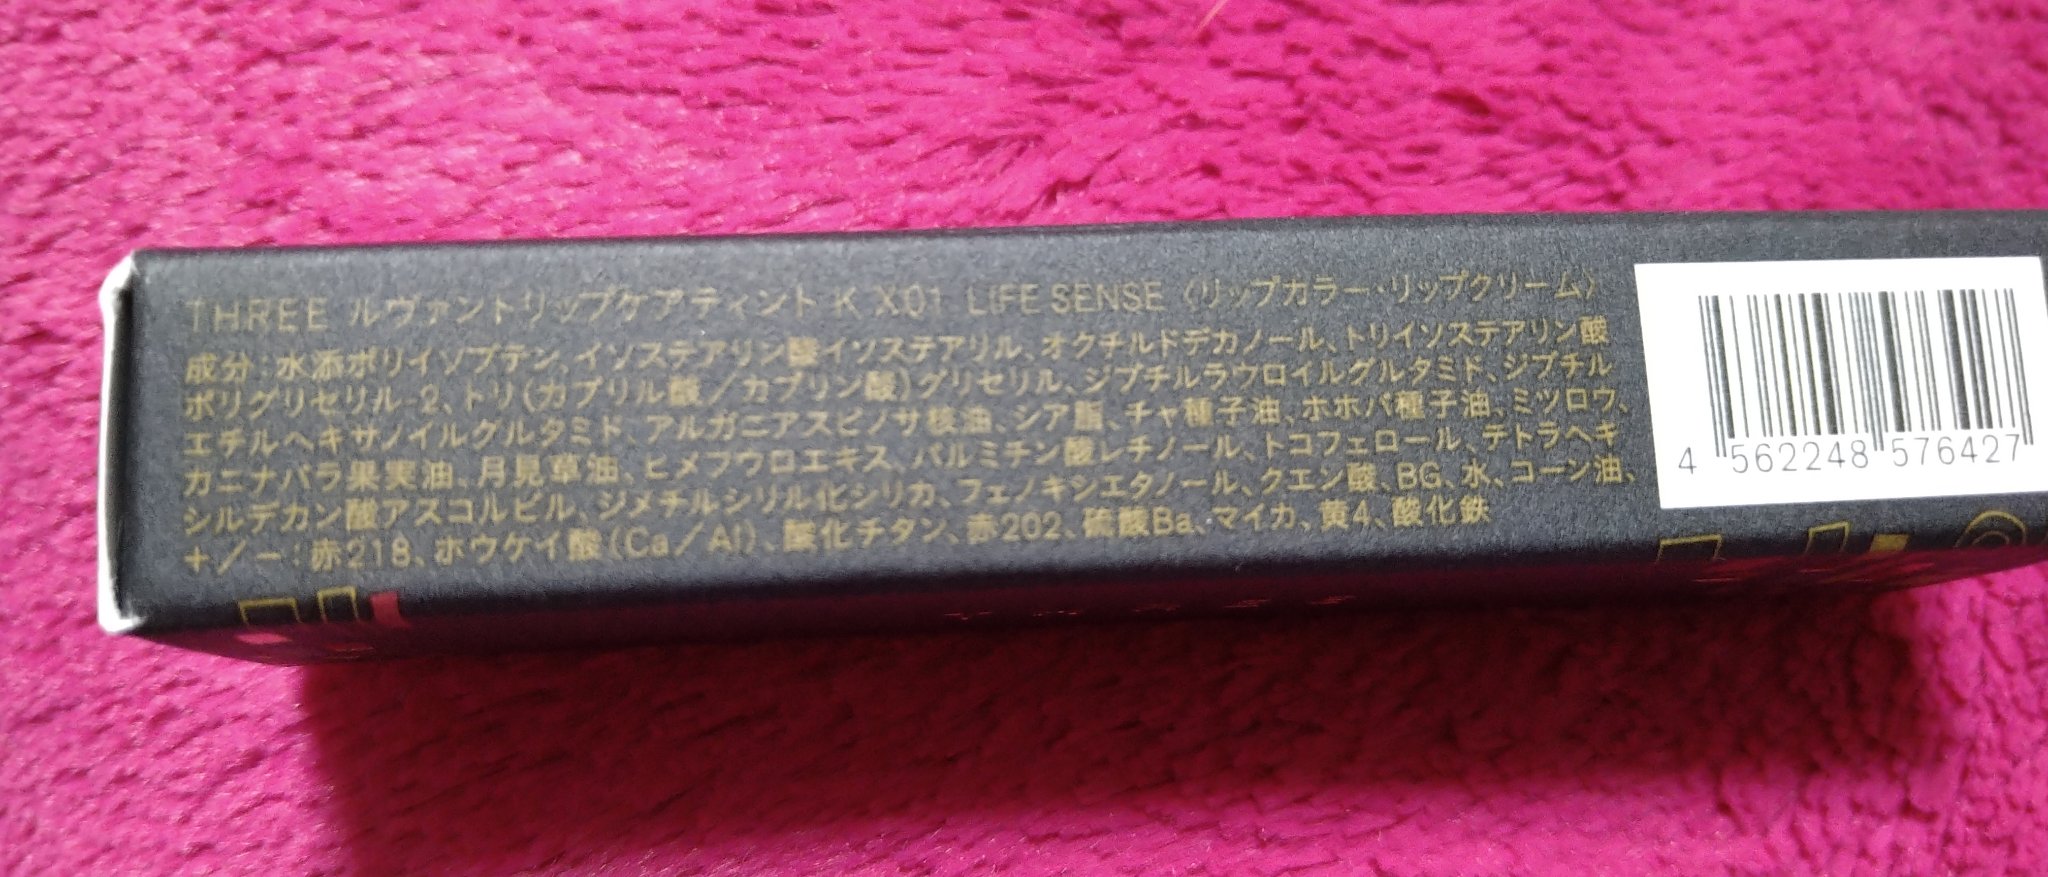 THREE ルヴァントリップケアティント K X01 LIFE SENSE 〈リップカラー・リップクリーム〉
成分：水添ポリイソブテン、イソステアリン酸イソステアリル、オクチルドデカノール、トリイソステアリン酸
ポリグリセリル-2、トリ(カプリル酸／カプリン酸)グリセリル、ジブチルラウロイルグルタミド、ジブチル
エチルヘキサノイルグルタミド、アルガニアスピノサ核油、シア脂、チャ種子油、ホホバ種子油、ミツロウ、
カニナバラ果実油、月見草油、ヒメフウロエキス、パルミチン酸レチノール、トコフェロール、テトラヘキ
シルデカン酸アスコルビル、ジメチルシリル化シリカ、フェノキシエタノール、クエン酸、BG、水、コーン油、
＋／－：赤218、ホウケイ酸(Ca／Al)、酸化チタン、赤202、硫酸Ba、マイカ、黄4、酸化鉄
4 562248 576427